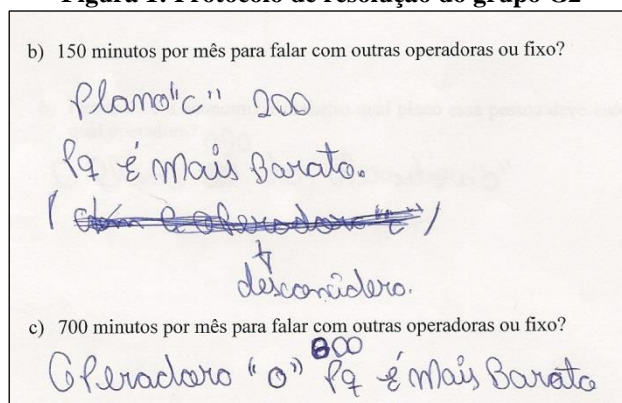 Figura 1: Protocolo de resolução do grupo G2
b) 150 minutos por mês para falar com outras operadoras ou fixo?
Plano "C" 200
Pq é mais Barato.
desconcidero.
c) 700 minutos por mês para falar com outras operadoras ou fixo?
800
Operadora "O" Pq é mais Barato